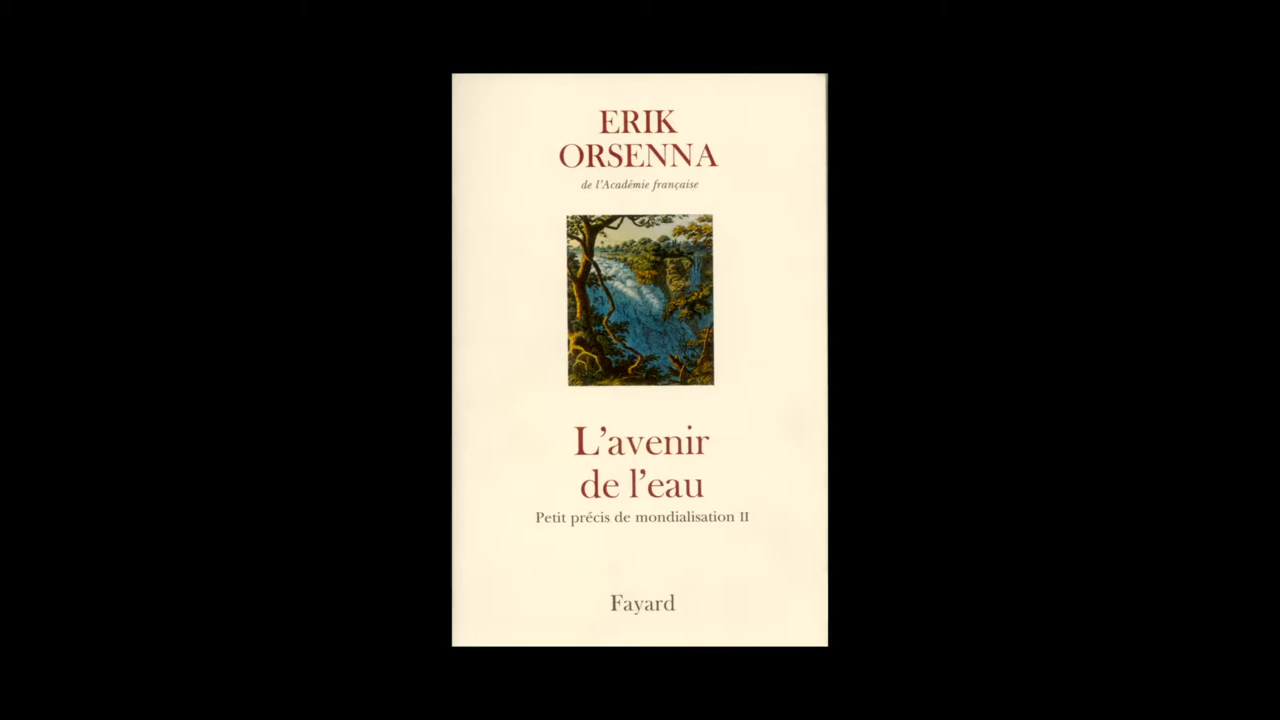 ERIK
ORSENNA
de l'Académie française
L'avenir
de l'eau
Petit précis de mondialisation II
Fayard